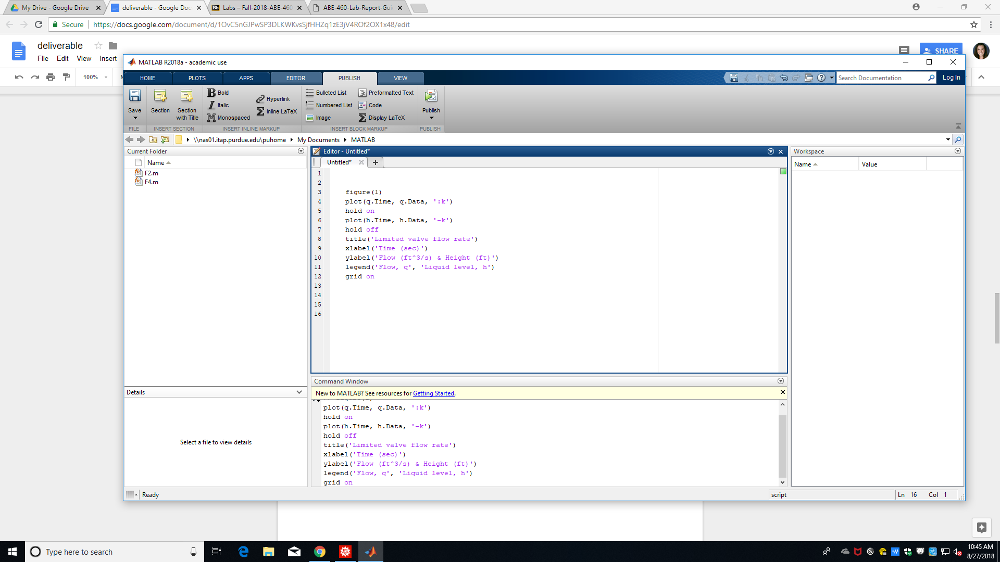 My Drive - Google Drive
deliverable - Google Doc
Labs – Fall-2018-ABE-460
ABE-460-Lab-Report-Gui
Secure https://docs.google.com/document/d/1OvC5nGJPwSP3DLKWKvsSjfHHZq1zE3jV4ROf2OX1x48/edit
deliverable
File Edit View Insert
SHARE
100%
MATLAB R2018a - academic use
HOME PLOTS APPS EDITOR PUBLISH VIEW
Search Documentation
Log In
Save
Section
Section with Title
Bold
Italic
Monospaced
Hyperlink
Inline LaTeX
Bulleted List
Numbered List
Image
Preformatted Text
Code
Display LaTeX
Publish
FILE INSERT SECTION INSERT INLINE MARKUP INSERT BLOCK MARKUP PUBLISH
\\nas01.itap.purdue.edu\puhome My Documents MATLAB
Current Folder
Name
F2.m
F4.m
Details
Select a file to view details
Editor - Untitled*
Untitled*
1
2
3 figure(1)
4 plot(q.Time, q.Data, ':k')
5 hold on
6 plot(h.Time, h.Data, '-k')
7 hold off
8 title('Limited valve flow rate')
9 xlabel('Time (sec)')
10 ylabel('Flow (ft^3/s) & Height (ft)')
11 legend('Flow, q', 'Liquid level, h')
12 grid on
13
14
15
16
Command Window
New to MATLAB? See resources for Getting Started.
plot(q.Time, q.Data, ':k')
hold on
plot(h.Time, h.Data, '-k')
hold off
title('Limited valve flow rate')
xlabel('Time (sec)')
ylabel('Flow (ft^3/s) & Height (ft)')
legend('Flow, q', 'Liquid level, h')
grid on
Workspace
Name Value
Ready
script
Ln 16 Col 1
Type here to search
10:45 AM
8/27/2018